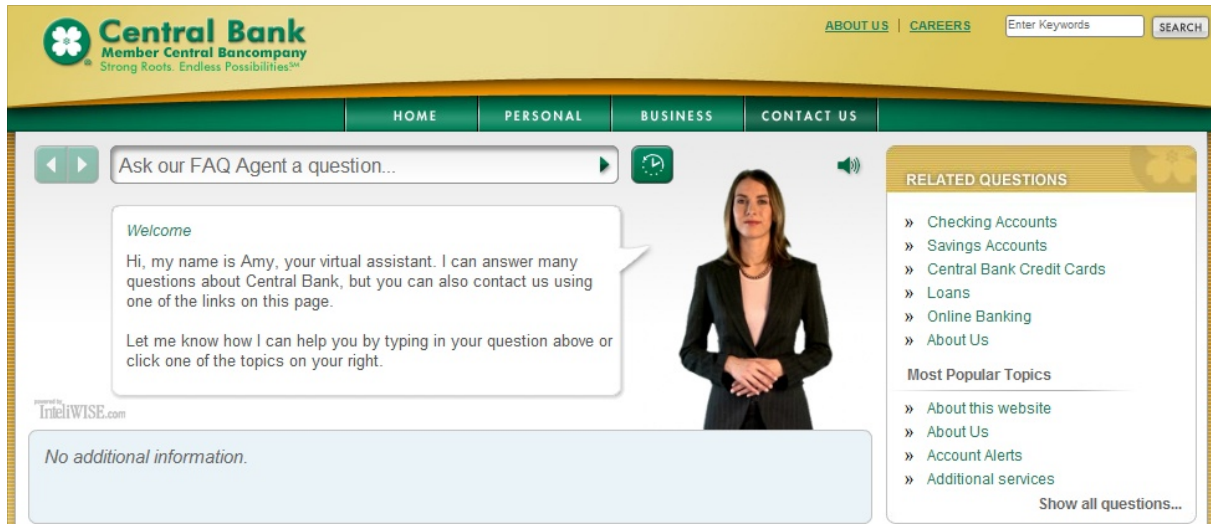 Central Bank
Member Central Bancompany
Strong Roots. Endless Possibilities.SM
ABOUT US | CAREERS
Enter Keywords
SEARCH
HOME
PERSONAL
BUSINESS
CONTACT US
Ask our FAQ Agent a question...
Welcome
Hi, my name is Amy, your virtual assistant. I can answer many
questions about Central Bank, but you can also contact us using
one of the links on this page.
Let me know how I can help you by typing in your question above or
click one of the topics on your right.
powered by
InteliWISE.com
No additional information.
RELATED QUESTIONS
» Checking Accounts
» Savings Accounts
» Central Bank Credit Cards
» Loans
» Online Banking
» About Us
Most Popular Topics
» About this website
» About Us
» Account Alerts
» Additional services
Show all questions...